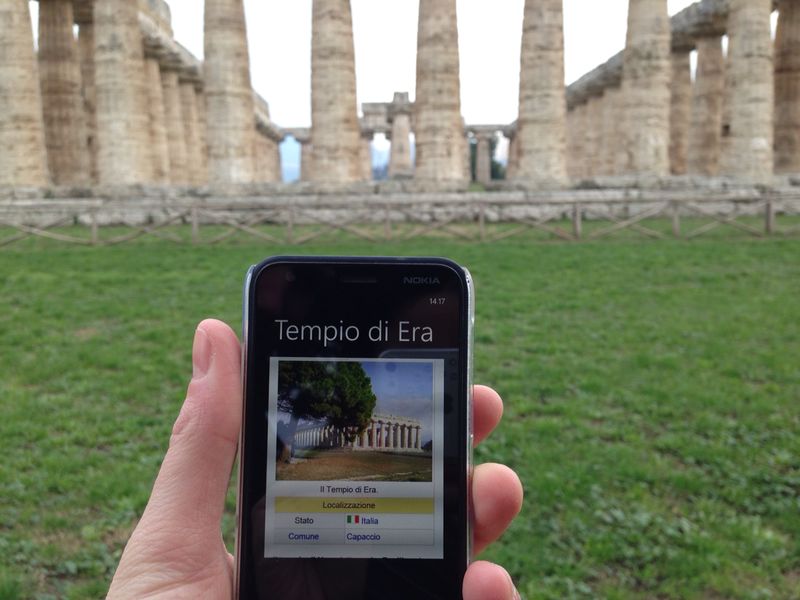 NOKIA
14.17
Tempio di Era
Il Tempio di Era.
Localizzazione
Stato Italia
Comune Capaccio